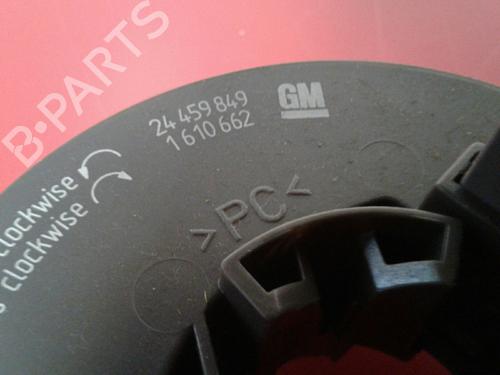 B-PARTS
24 459 849
1 610 662
GM
clockwise
clockwise
>PC<